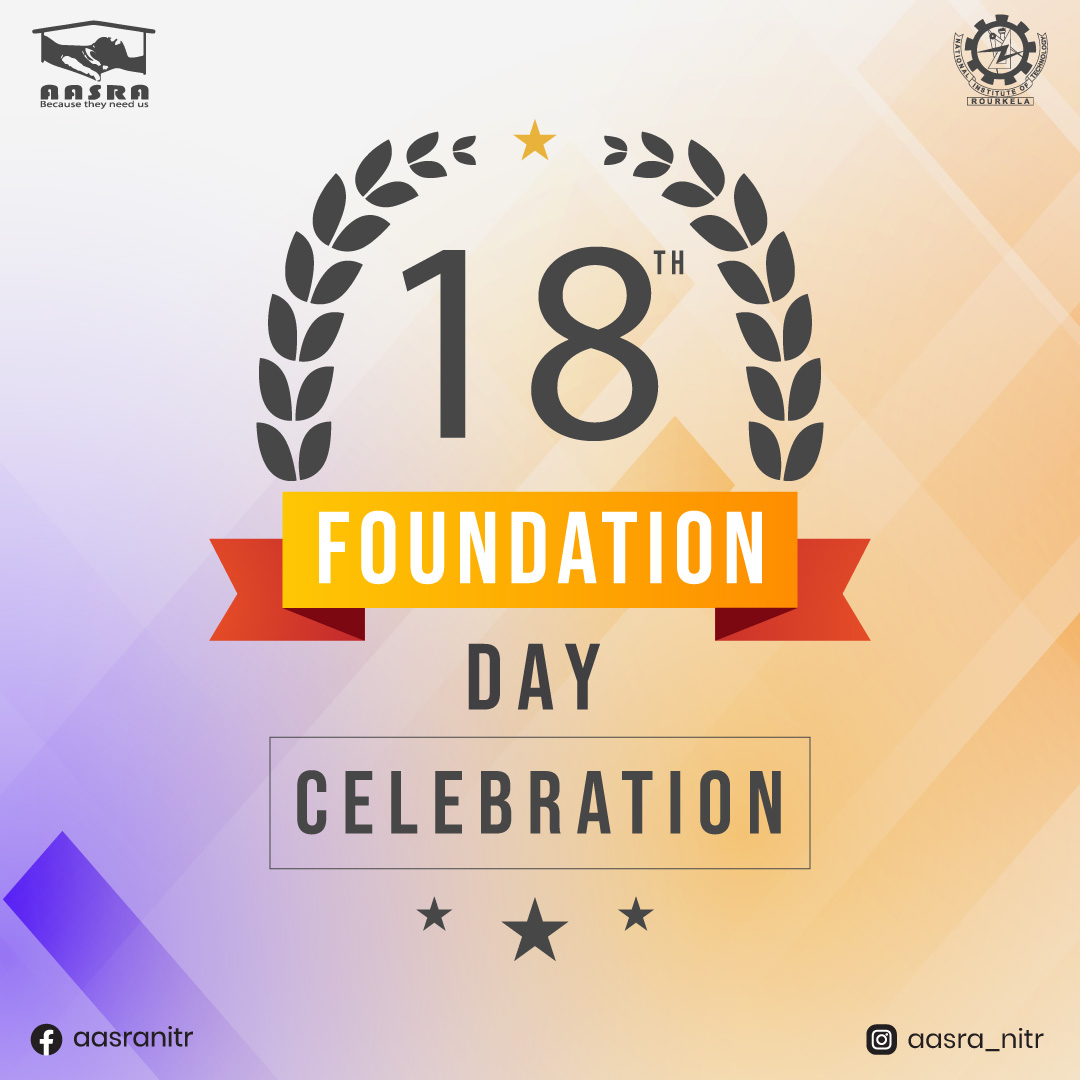 AASRA
Because they need us
NATIONAL INSTITUTE OF TECHNOLOGY
ROURKELA
18TH
FOUNDATION
DAY
CELEBRATION
aasranitr
aasra_nitr